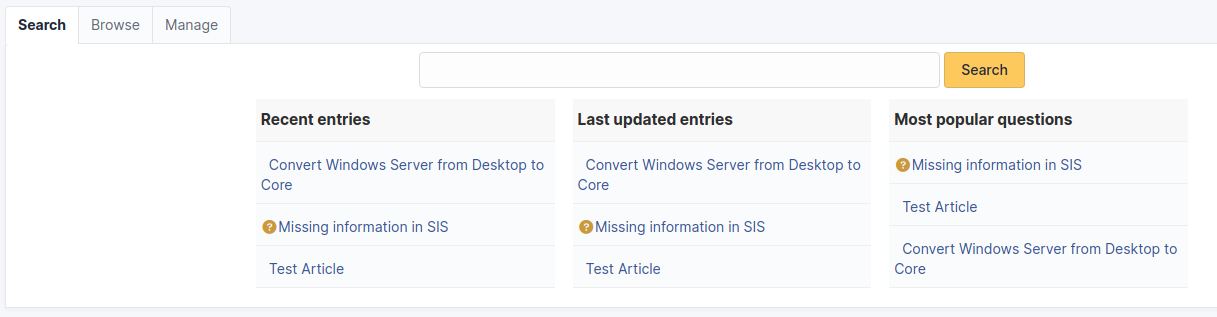 Search Browse Manage
Search
Recent entries
Convert Windows Server from Desktop to
Core
Missing information in SIS
Test Article
Last updated entries
Convert Windows Server from Desktop to
Core
Missing information in SIS
Test Article
Most popular questions
Missing information in SIS
Test Article
Convert Windows Server from Desktop to
Core